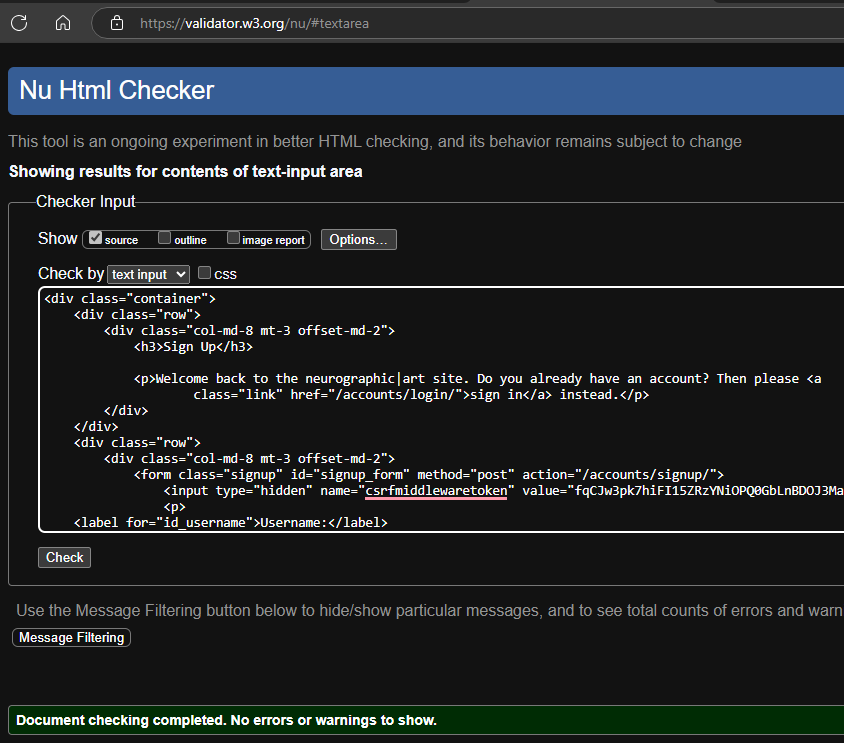 https://validator.w3.org/nu/#textarea
Nu Html Checker
This tool is an ongoing experiment in better HTML checking, and its behavior remains subject to change
Showing results for contents of text-input area
Checker Input
Show source outline image report Options...
Check by text input css
<div class="container">
<div class="row">
<div class="col-md-8 mt-3 offset-md-2">
<h3>Sign Up</h3>
<p>Welcome back to the neurographic|art site. Do you already have an account? Then please <a
class="link" href="/accounts/login/">sign in</a> instead.</p>
</div>
</div>
<div class="row">
<div class="col-md-8 mt-3 offset-md-2">
<form class="signup" id="signup_form" method="post" action="/accounts/signup/">
<input type="hidden" name="csrfmiddlewaretoken" value="fqCJw3pk7hiFI15ZRzYNiOPQ0GbLnBDOJ3Ma
<p>
<label for="id_username">Username:</label>
Check
Use the Message Filtering button below to hide/show particular messages, and to see total counts of errors and warn
Message Filtering
Document checking completed. No errors or warnings to show.